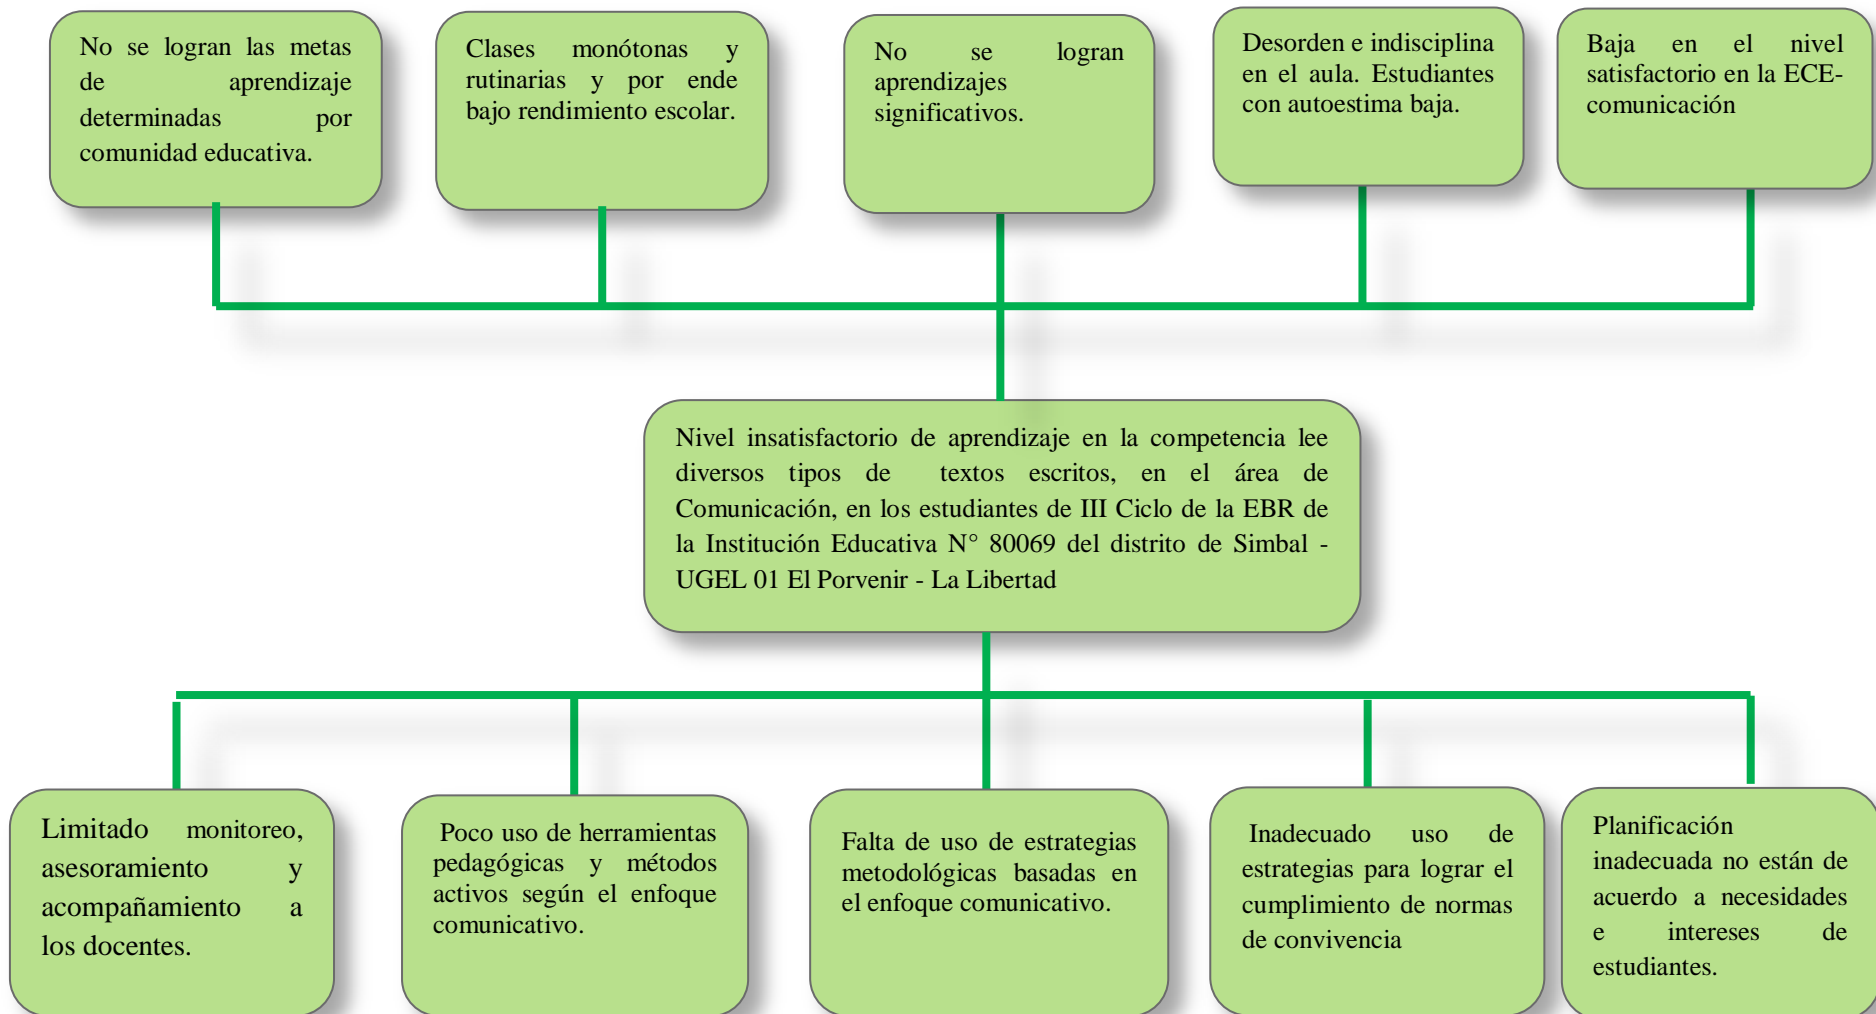 No se logran las metas
de aprendizaje
determinadas por
comunidad educativa.
Clases monótonas y
rutinarias y por ende
bajo rendimiento escolar.
No se logran
aprendizajes
significativos.
Desorden e indisciplina
en el aula. Estudiantes
con autoestima baja.
Baja en el nivel
satisfactorio en la ECE-
comunicación
Nivel insatisfactorio de aprendizaje en la competencia lee
diversos tipos de textos escritos, en el área de
Comunicación, en los estudiantes de III Ciclo de la EBR de
la Institución Educativa N° 80069 del distrito de Simbal -
UGEL 01 El Porvenir - La Libertad
Limitado monitoreo,
asesoramiento y
acompañamiento a
los docentes.
Poco uso de herramientas
pedagógicas y métodos
activos según el enfoque
comunicativo.
Falta de uso de estrategias
metodológicas basadas en
el enfoque comunicativo.
Inadecuado uso de
estrategias para lograr el
cumplimiento de normas
de convivencia
Planificación
inadecuada no están de
acuerdo a necesidades
e intereses de
estudiantes.